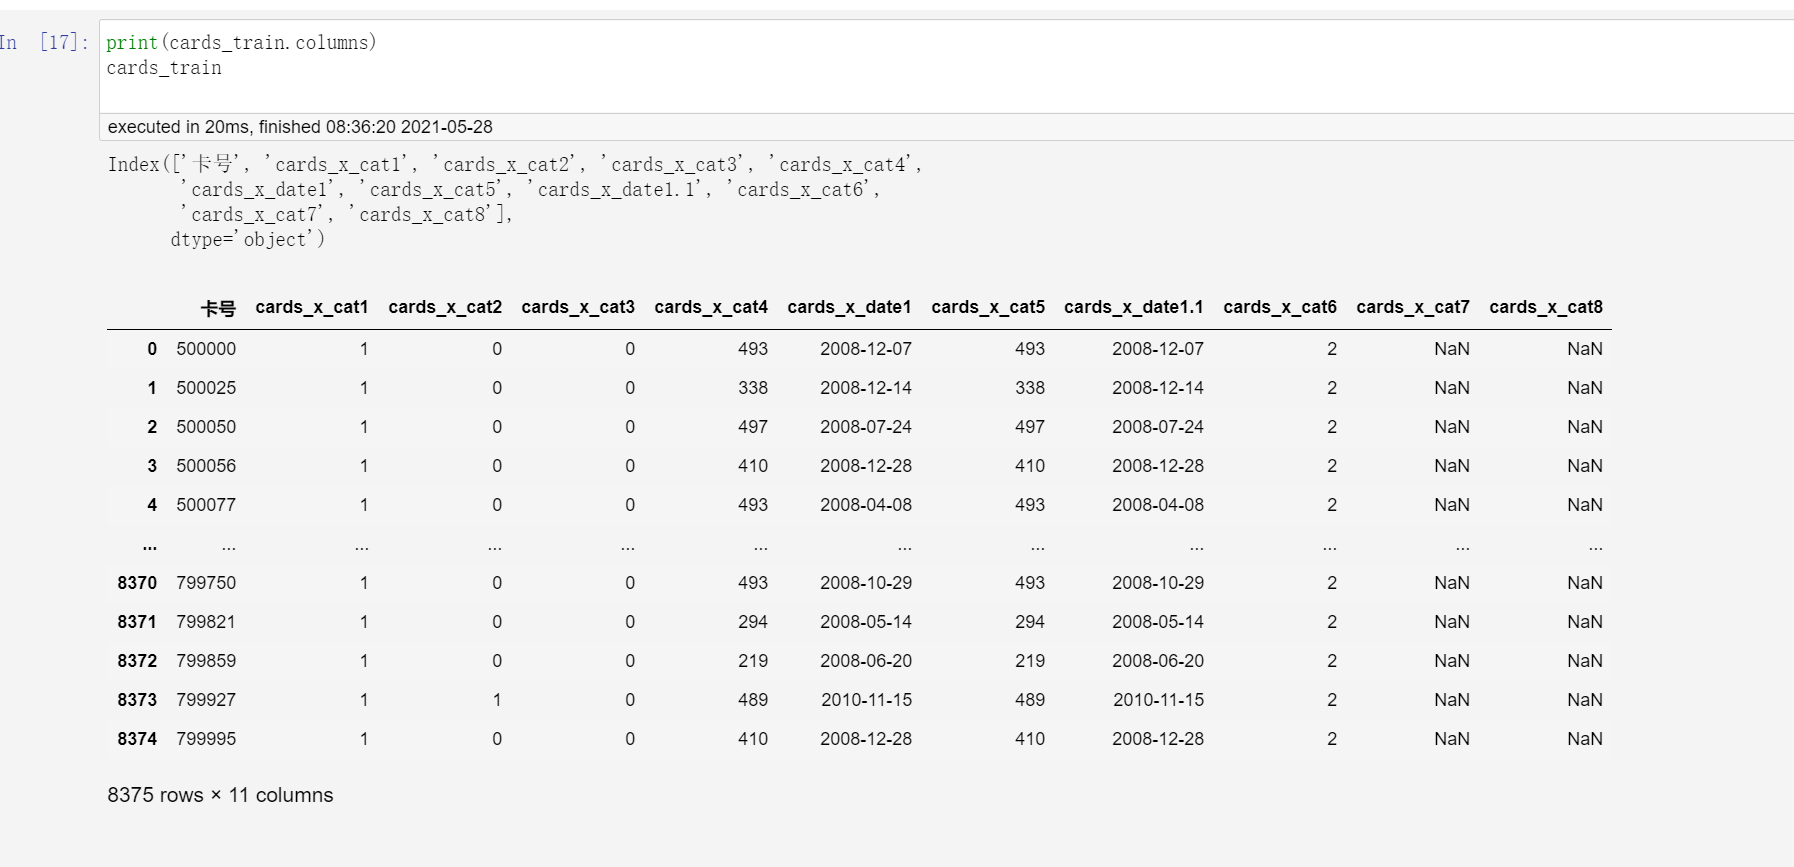 In [17]: print(cards_train.columns)
cards_train
executed in 20ms, finished 08:36:20 2021-05-28
Index(['卡号', 'cards_x_cat1', 'cards_x_cat2', 'cards_x_cat3', 'cards_x_cat4',
'cards_x_date1', 'cards_x_cat5', 'cards_x_date1.1', 'cards_x_cat6',
'cards_x_cat7', 'cards_x_cat8'],
dtype='object')
卡号 cards_x_cat1 cards_x_cat2 cards_x_cat3 cards_x_cat4 cards_x_date1 cards_x_cat5 cards_x_date1.1 cards_x_cat6 cards_x_cat7 cards_x_cat8
0 500000 1 0 0 493 2008-12-07 493 2008-12-07 2 NaN NaN
1 500025 1 0 0 338 2008-12-14 338 2008-12-14 2 NaN NaN
2 500050 1 0 0 497 2008-07-24 497 2008-07-24 2 NaN NaN
3 500056 1 0 0 410 2008-12-28 410 2008-12-28 2 NaN NaN
4 500077 1 0 0 493 2008-04-08 493 2008-04-08 2 NaN NaN
... ... ... ... ... ... ... ... ... ... ... ...
8370 799750 1 0 0 493 2008-10-29 493 2008-10-29 2 NaN NaN
8371 799821 1 0 0 294 2008-05-14 294 2008-05-14 2 NaN NaN
8372 799859 1 0 0 219 2008-06-20 219 2008-06-20 2 NaN NaN
8373 799927 1 1 0 489 2010-11-15 489 2010-11-15 2 NaN NaN
8374 799995 1 0 0 410 2008-12-28 410 2008-12-28 2 NaN NaN
8375 rows × 11 columns